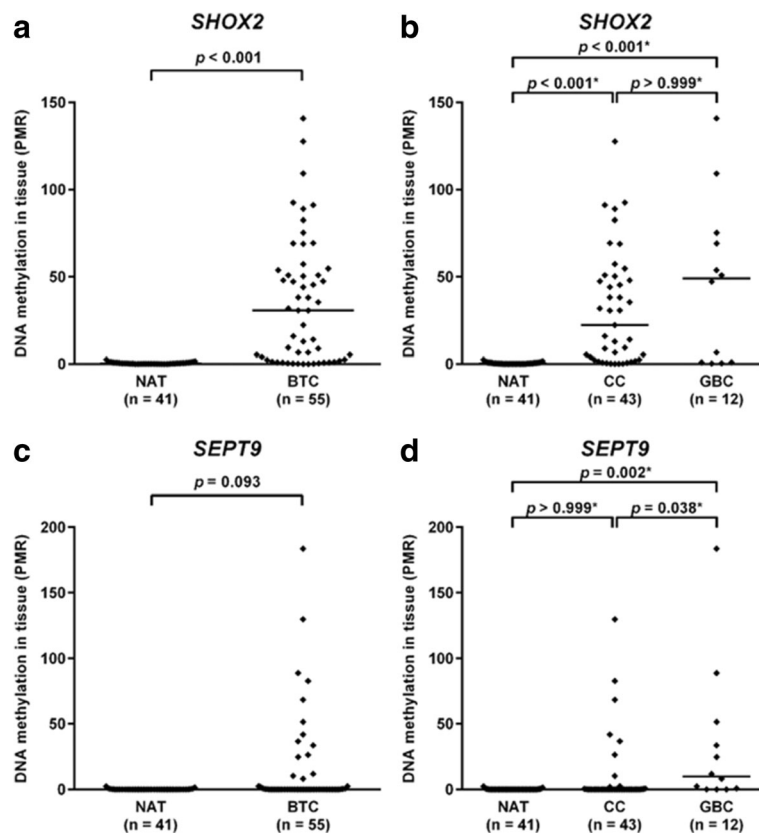 a
SHOX2
p < 0.001
DNA methylation in tissue (PMR)
150
100
50
0
NAT
(n = 41)
BTC
(n = 55)
b
SHOX2
p < 0.001*
p < 0.001*
p > 0.999*
DNA methylation in tissue (PMR)
150
100
50
0
NAT
(n = 41)
CC
(n = 43)
GBC
(n = 12)
c
SEPT9
p = 0.093
DNA methylation in tissue (PMR)
200
150
100
50
0
NAT
(n = 41)
BTC
(n = 55)
d
SEPT9
p = 0.002*
p > 0.999*
p = 0.038*
DNA methylation in tissue (PMR)
200
150
100
50
0
NAT
(n = 41)
CC
(n = 43)
GBC
(n = 12)